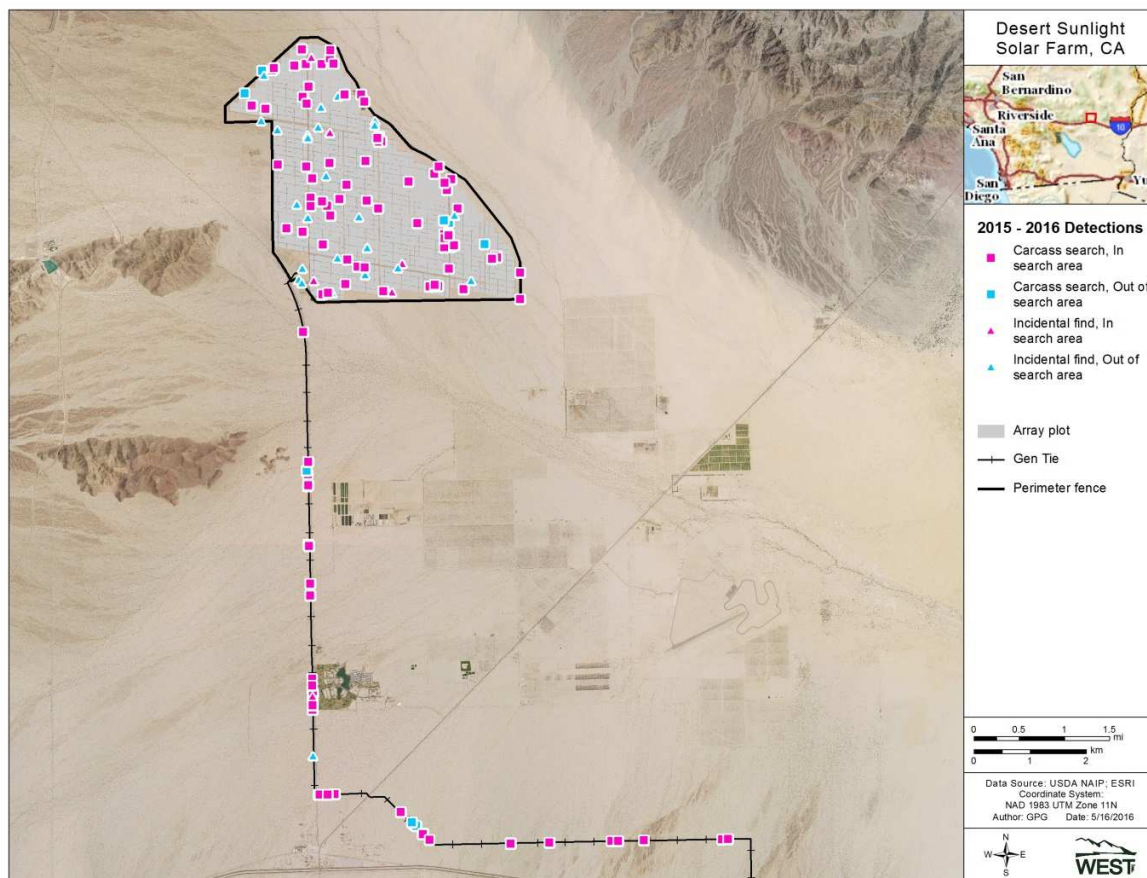 Desert Sunlight
Solar Farm, CA
San
Bernardino
Riverside
Santa
Ana
10
San
Diego
Yu
2015 - 2016 Detections
Carcass search, In
search area
Carcass search, Out of
search area
Incidental find, In
search area
Incidental find, Out of
search area
Array plot
Gen Tie
Perimeter fence
0 0.5 1 1.5
mi
km
0 1 2
Data Source: USDA NAIP; ESRI
Coordinate System:
NAD 1983 UTM Zone 11N
Author: GPG Date: 5/16/2016
N
W E
S
WEST